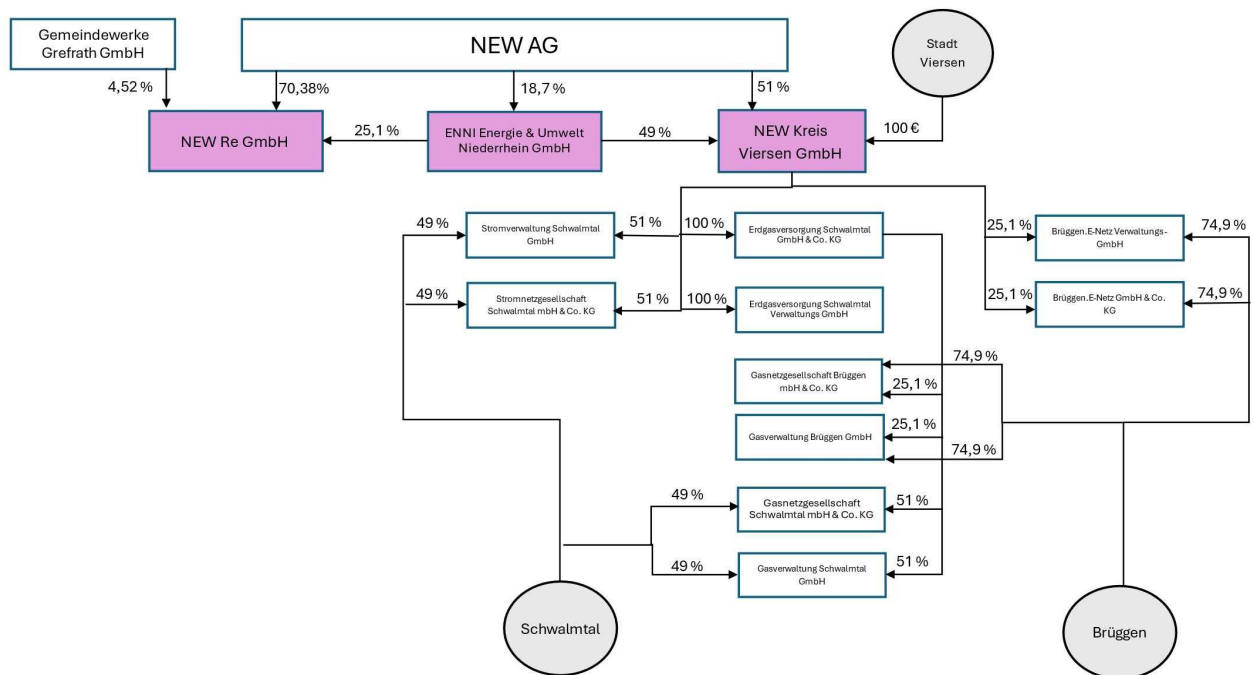 Gemeindewerke
Grefrath GmbH
NEW AG
Stadt
Viersen
4,52 %
70,38%
18,7 %
51 %
NEW Re GmbH
25,1 %
ENNI Energie & Umwelt
Niederrhein GmbH
49 %
NEW Kreis
Viersen GmbH
100 €
49 %
Stromverwaltung Schwalmtal
GmbH
51 %
100 %
Erdgasversorgung Schwalmtal
GmbH & Co. KG
25,1 %
Brüggen.E-Netz Verwaltungs-
GmbH
74,9 %
49 %
Stromnetzgesellschaft
Schwalmtal mbH & Co. KG
51 %
100 %
Erdgasversorgung Schwalmtal
Verwaltungs GmbH
25,1 %
Brüggen.E-Netz GmbH & Co.
KG
74,9 %
Gasnetzgesellschaft Brüggen
mbH & Co. KG
74,9 %
25,1 %
Gasverwaltung Brüggen GmbH
25,1 %
74,9 %
49 %
Gasnetzgesellschaft
Schwalmtal mbH & Co. KG
51 %
49 %
Gasverwaltung Schwalmtal
GmbH
51 %
Schwalmtal
Brüggen